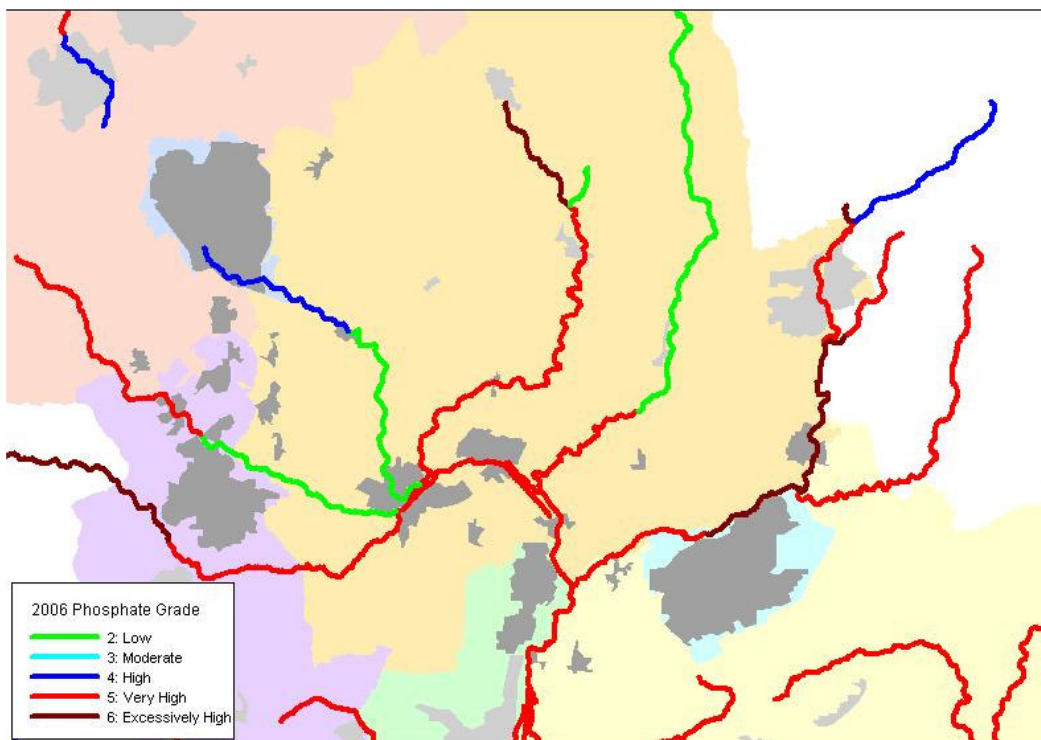 2006 Phosphate Grade
2: Low
3: Moderate
4: High
5: Very High
6: Excessively High